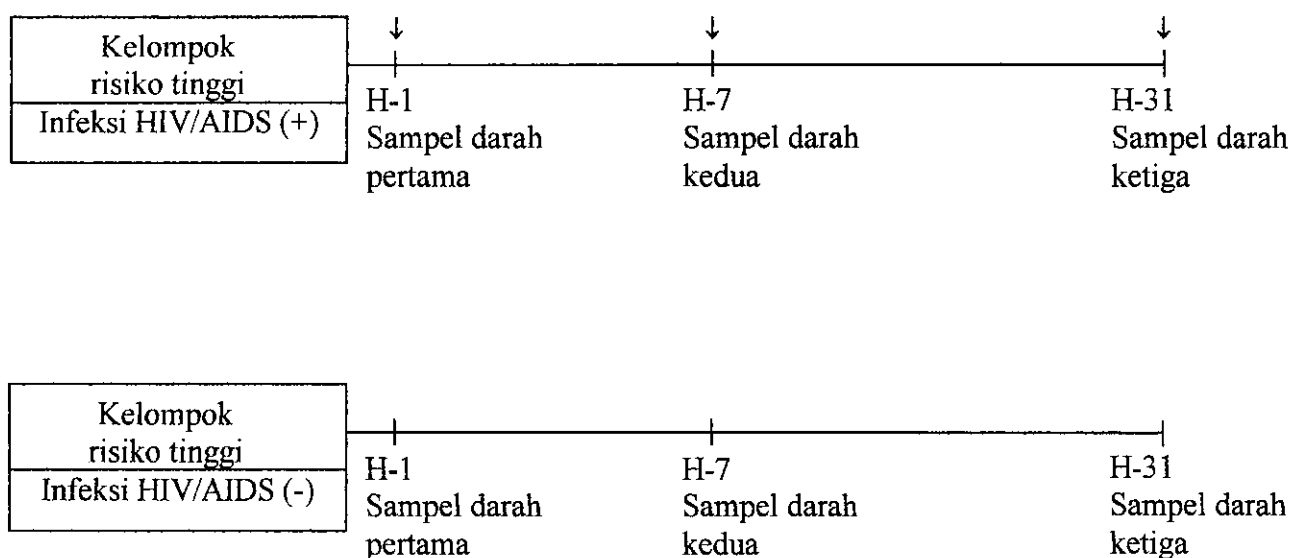 Kelompok
risiko tinggi
Infeksi HIV/AIDS (+)
↓ ↓ ↓
H-1
Sampel darah
pertama
H-7
Sampel darah
kedua
H-31
Sampel darah
ketiga
Kelompok
risiko tinggi
Infeksi HIV/AIDS (-)
H-1
Sampel darah
pertama
H-7
Sampel darah
kedua
H-31
Sampel darah
ketiga